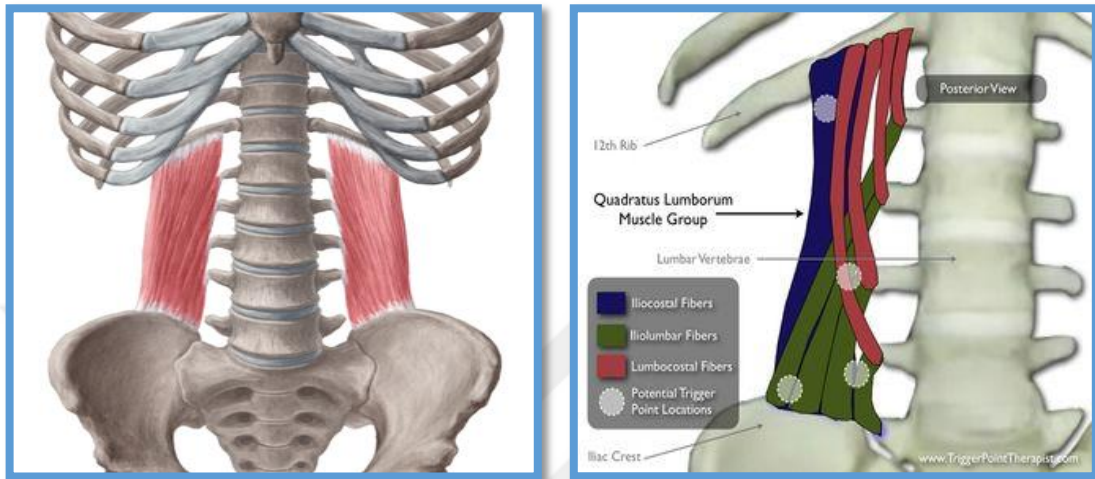 Posterior View
12th Rib
Quadratus Lumborum
Muscle Group
Lumbar Vertebrae
Iliocostal Fibers
Illiolumbar Fibers
Lumbocostal Fibers
Potential Trigger
Point Locations
Iliac Crest
www.TriggerPointTherapist.com